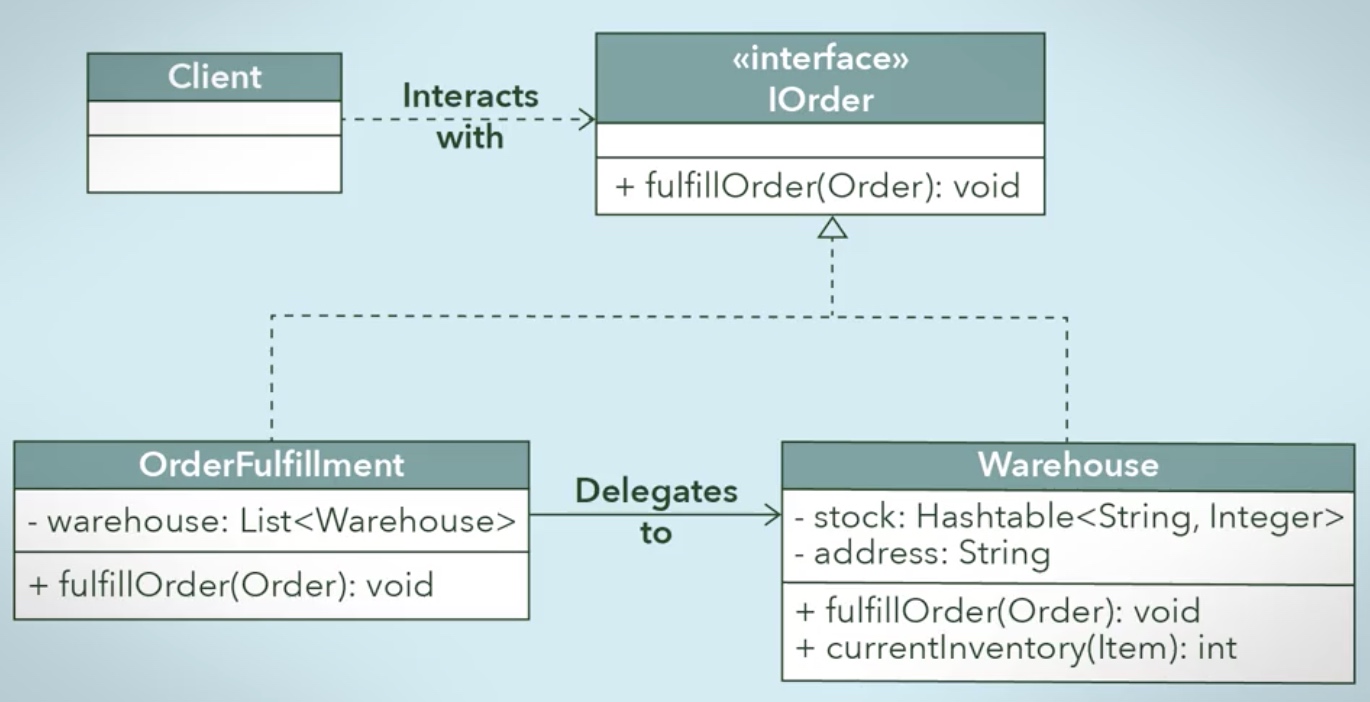 Client
Interacts
with
«interface»
IOrder
+ fulfillOrder(Order): void
OrderFulfillment
- warehouse: List<Warehouse>
+ fulfillOrder(Order): void
Delegates
to
Warehouse
- stock: Hashtable<String, Integer>
- address: String
+ fulfillOrder(Order): void
+ currentInventory(Item): int